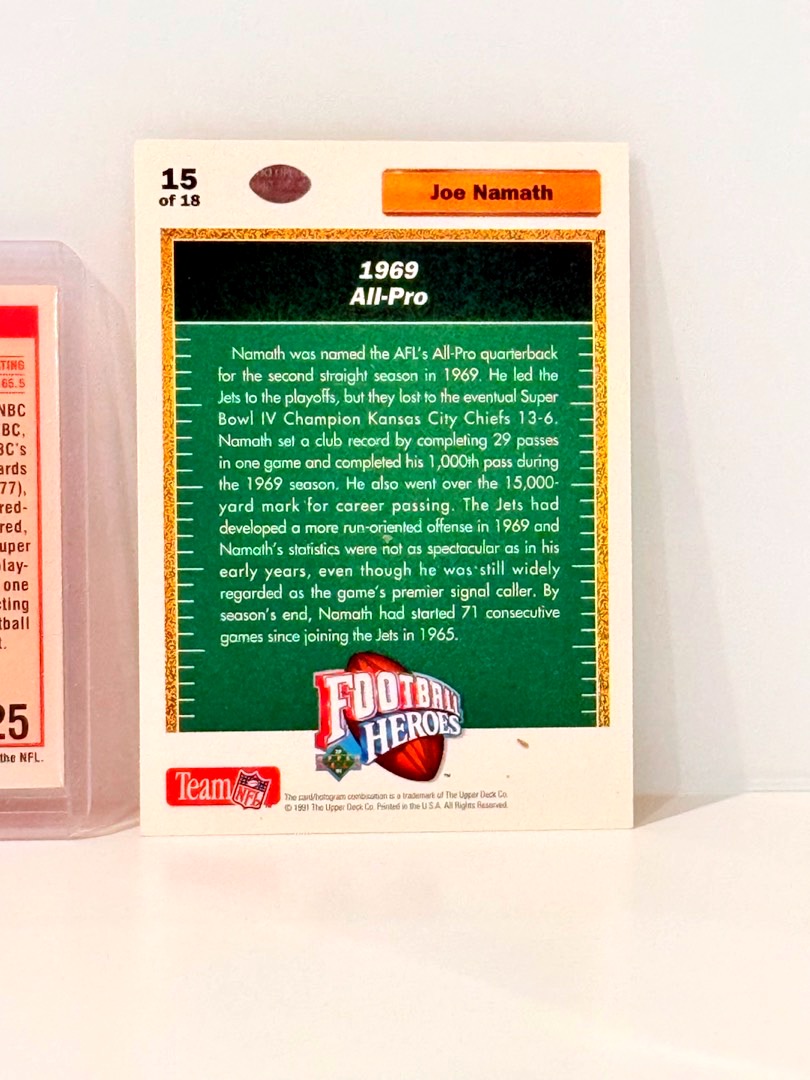 15
of 18
Joe Namath
1969
All-Pro
Namath was named the AFL's All-Pro quarterback
for the second straight season in 1969. He led the
Jets to the playoffs, but they lost to the eventual Super
Bowl IV Champion Kansas City Chiefs 13-6.
Namath set a club record by completing 29 passes
in one game and completed his 1,000th pass during
the 1969 season. He also went over the 15,000-
yard mark for career passing. The Jets had
developed a more run-oriented offense in 1969 and
Namath's statistics were not as spectacular as in his
early years, even though he was still widely
regarded as the game's premier signal caller. By
season's end, Namath had started 71 consecutive
games since joining the Jets in 1965.
FOOTBALL
HEROES
TM
Team NFL
The card/hologram combination is a trademark of The Upper Deck Co.
© 1991 The Upper Deck Co. Printed in the U.S.A. All Rights Reserved.
TING
65.5
NBC
BC,
BC's
ards
77),
red-
red,
uper
play-
one
cting
tball
t.
25
the NFL.